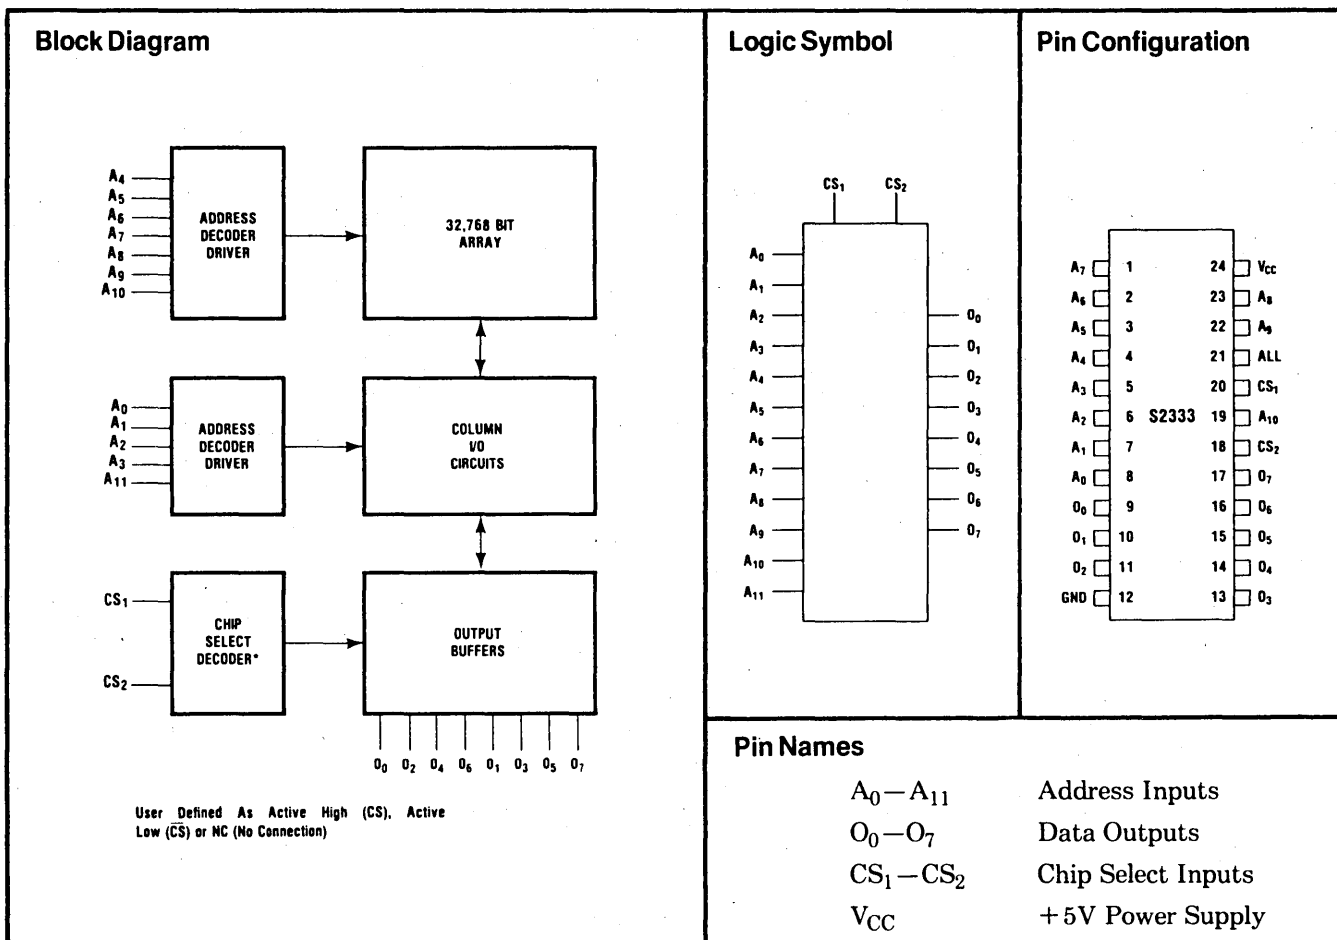 Block Diagram
A4
A5
A6
A7
A8
A9
A10
ADDRESS
DECODER
DRIVER
32,768 BIT
ARRAY
A0
A1
A2
A3
A11
ADDRESS
DECODER
DRIVER
COLUMN
I/O
CIRCUITS
CS1
CS2
CHIP
SELECT
DECODER*
OUTPUT
BUFFERS
O0 O2 O4 O6 O1 O3 O5 O7
User Defined As Active High (CS), Active
Low (C̅S̅) or NC (No Connection)
Logic Symbol
CS1 CS2
A0
A1
A2
A3
A4
A5
A6
A7
A8
A9
A10
A11
O0
O1
O2
O3
O4
O5
O6
O7
Pin Configuration
A7 1 24 VCC
A6 2 23 A8
A5 3 22 A9
A4 4 21 ALL
A3 5 20 CS1
A2 6 S2333 19 A10
A1 7 18 CS2
A0 8 17 O7
O0 9 16 O6
O1 10 15 O5
O2 11 14 O4
GND 12 13 O3
Pin Names
A0–A11 Address Inputs
O0–O7 Data Outputs
CS1–CS2 Chip Select Inputs
VCC +5V Power Supply